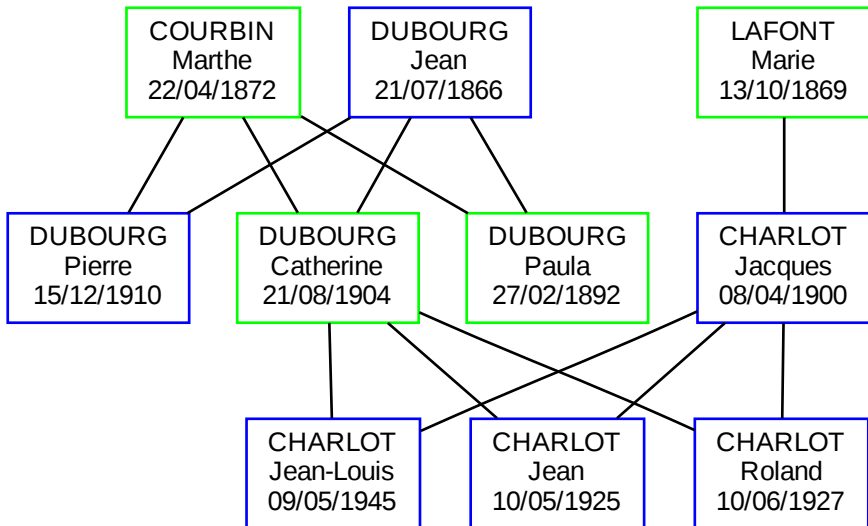 COURBIN
Marthe
22/04/1872
DUBOURG
Jean
21/07/1866
LAFONT
Marie
13/10/1869
DUBOURG
Pierre
15/12/1910
DUBOURG
Catherine
21/08/1904
DUBOURG
Paula
27/02/1892
CHARLOT
Jacques
08/04/1900
CHARLOT
Jean-Louis
09/05/1945
CHARLOT
Jean
10/05/1925
CHARLOT
Roland
10/06/1927